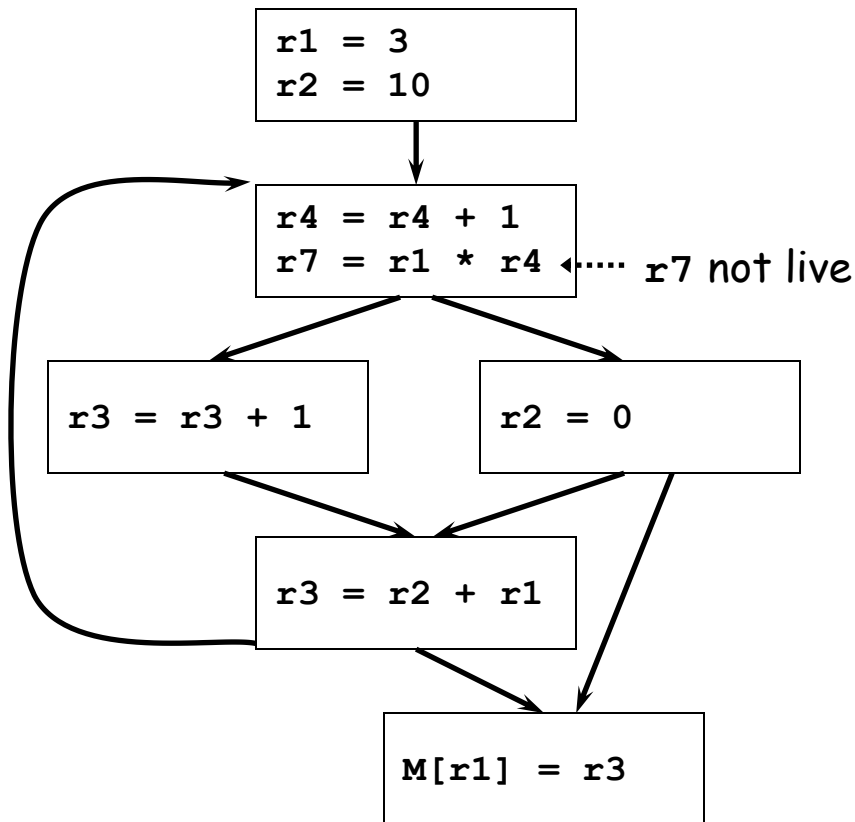 r1 = 3
r2 = 10
r4 = r4 + 1
r7 = r1 * r4
r7 not live
r3 = r3 + 1
r2 = 0
r3 = r2 + r1
M[r1] = r3